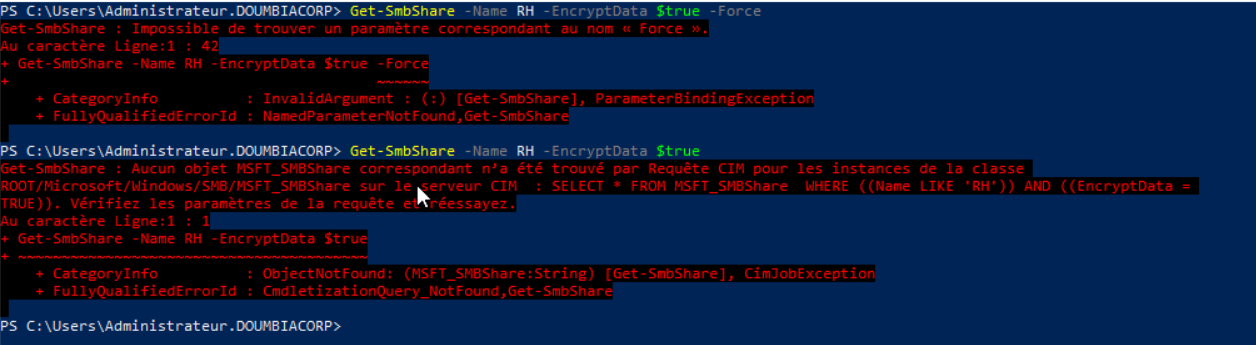 PS C:\Users\Administrateur.DOUMBIACORP> Get-SmbShare -Name RH -EncryptData $true -Force
Get-SmbShare : Impossible de trouver un paramètre correspondant au nom « Force ».
Au caractère Ligne:1 : 42
+ Get-SmbShare -Name RH -EncryptData $true -Force
+                                          ~~~~~~
    + CategoryInfo          : InvalidArgument : (:) [Get-SmbShare], ParameterBindingException
    + FullyQualifiedErrorId : NamedParameterNotFound,Get-SmbShare
PS C:\Users\Administrateur.DOUMBIACORP> Get-SmbShare -Name RH -EncryptData $true
Get-SmbShare : Aucun objet MSFT_SMBShare correspondant n'a été trouvé par Requête CIM pour les instances de la classe
ROOT/Microsoft/Windows/SMB/MSFT_SMBShare sur le serveur CIM  : SELECT * FROM MSFT_SMBShare  WHERE ((Name LIKE 'RH')) AND ((EncryptData =
TRUE)). Vérifiez les paramètres de la requête et réessayez.
Au caractère Ligne:1 : 1
+ Get-SmbShare -Name RH -EncryptData $true
+ ~~~~~~~~~~~~~~~~~~~~~~~~~~~~~~~~~~~~~~~~
    + CategoryInfo          : ObjectNotFound: (MSFT_SMBShare:String) [Get-SmbShare], CimJobException
    + FullyQualifiedErrorId : CmdletizationQuery_NotFound,Get-SmbShare
PS C:\Users\Administrateur.DOUMBIACORP>